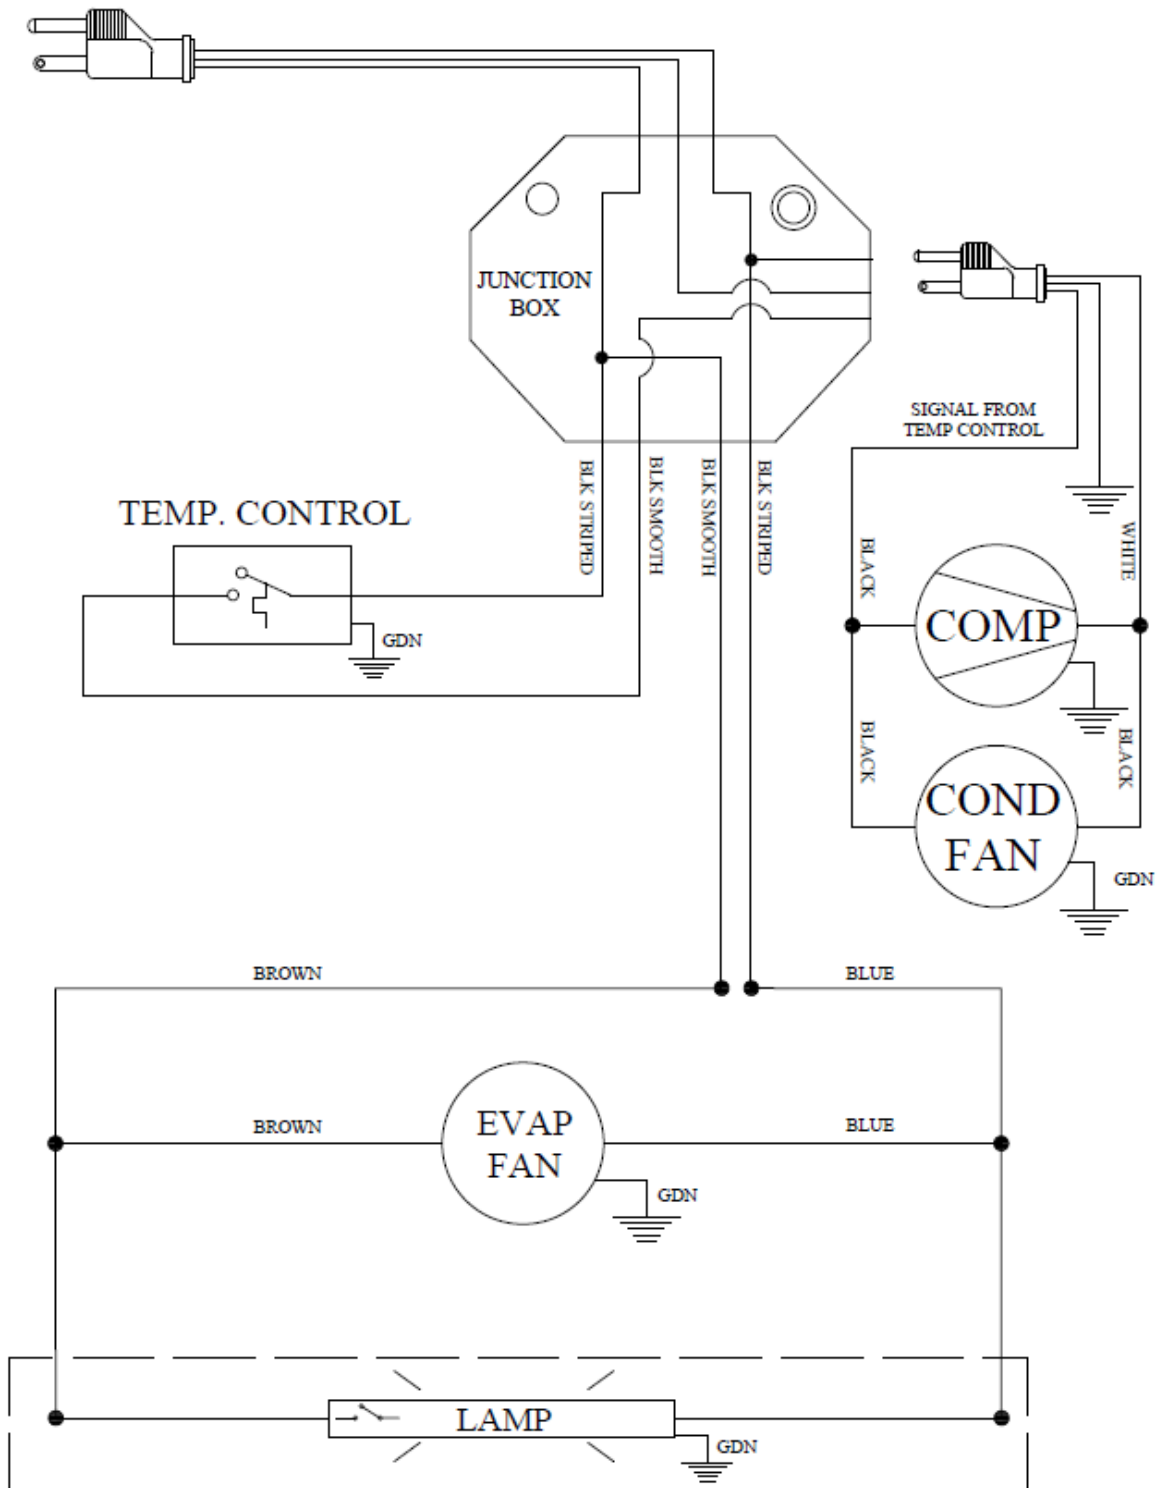 JUNCTION
BOX
SIGNAL FROM
TEMP CONTROL
BLK STRIPED
BLK SMOOTH
BLK SMOOTH
BLK STRIPED
TEMP. CONTROL
GDN
BLACK
WHITE
COMP
BLACK
BLACK
COND
FAN
GDN
BROWN
BLUE
BROWN
EVAP
FAN
BLUE
GDN
LAMP
GDN